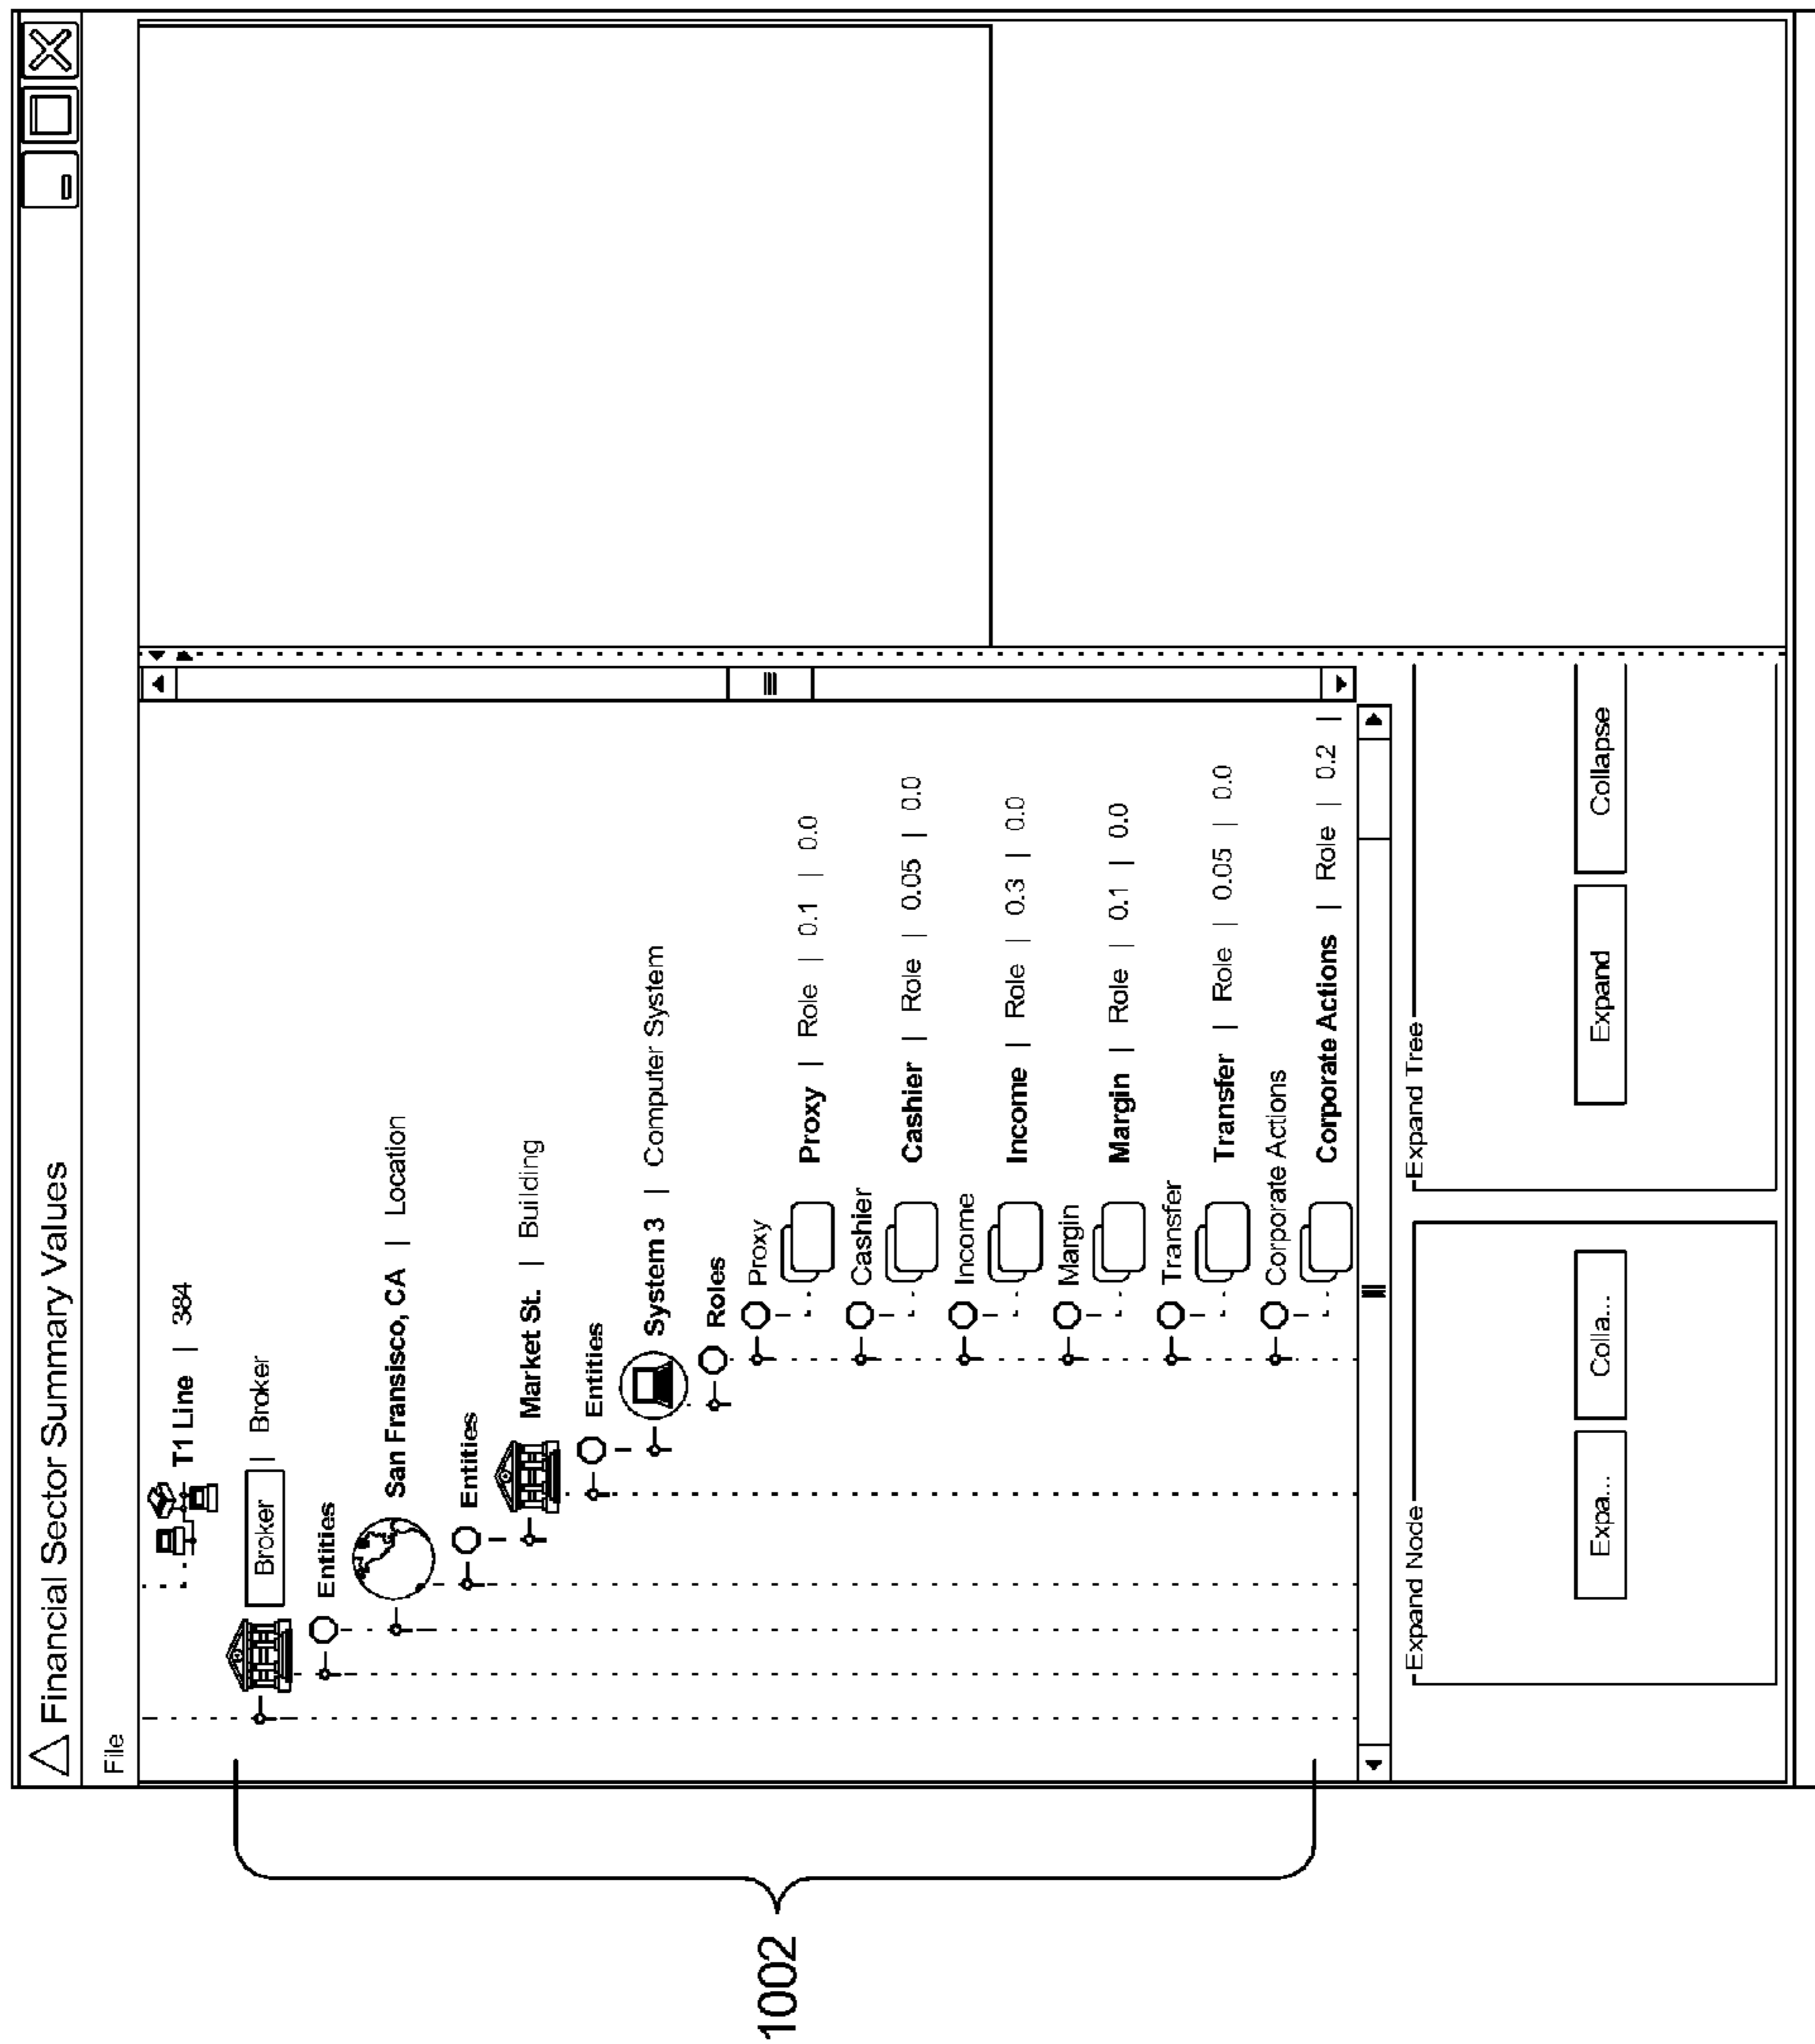 Financial Sector Summary Values
File
T1 Line | 384
Broker | Broker
Entities
San Fransisco, CA | Location
Entities
Market St. | Building
Entities
System 3 | Computer System
Roles
Proxy
Proxy | Role | 0.1 | 0.0
Cashier
Cashier | Role | 0.05 | 0.0
Income
Income | Role | 0.3 | 0.0
Margin
Margin | Role | 0.1 | 0.0
Transfer
Transfer | Role | 0.05 | 0.0
Corporate Actions
Corporate Actions | Role | 0.2 |
Expand Node
Expa... Colla...
Expand Tree
Expand Collapse
1002